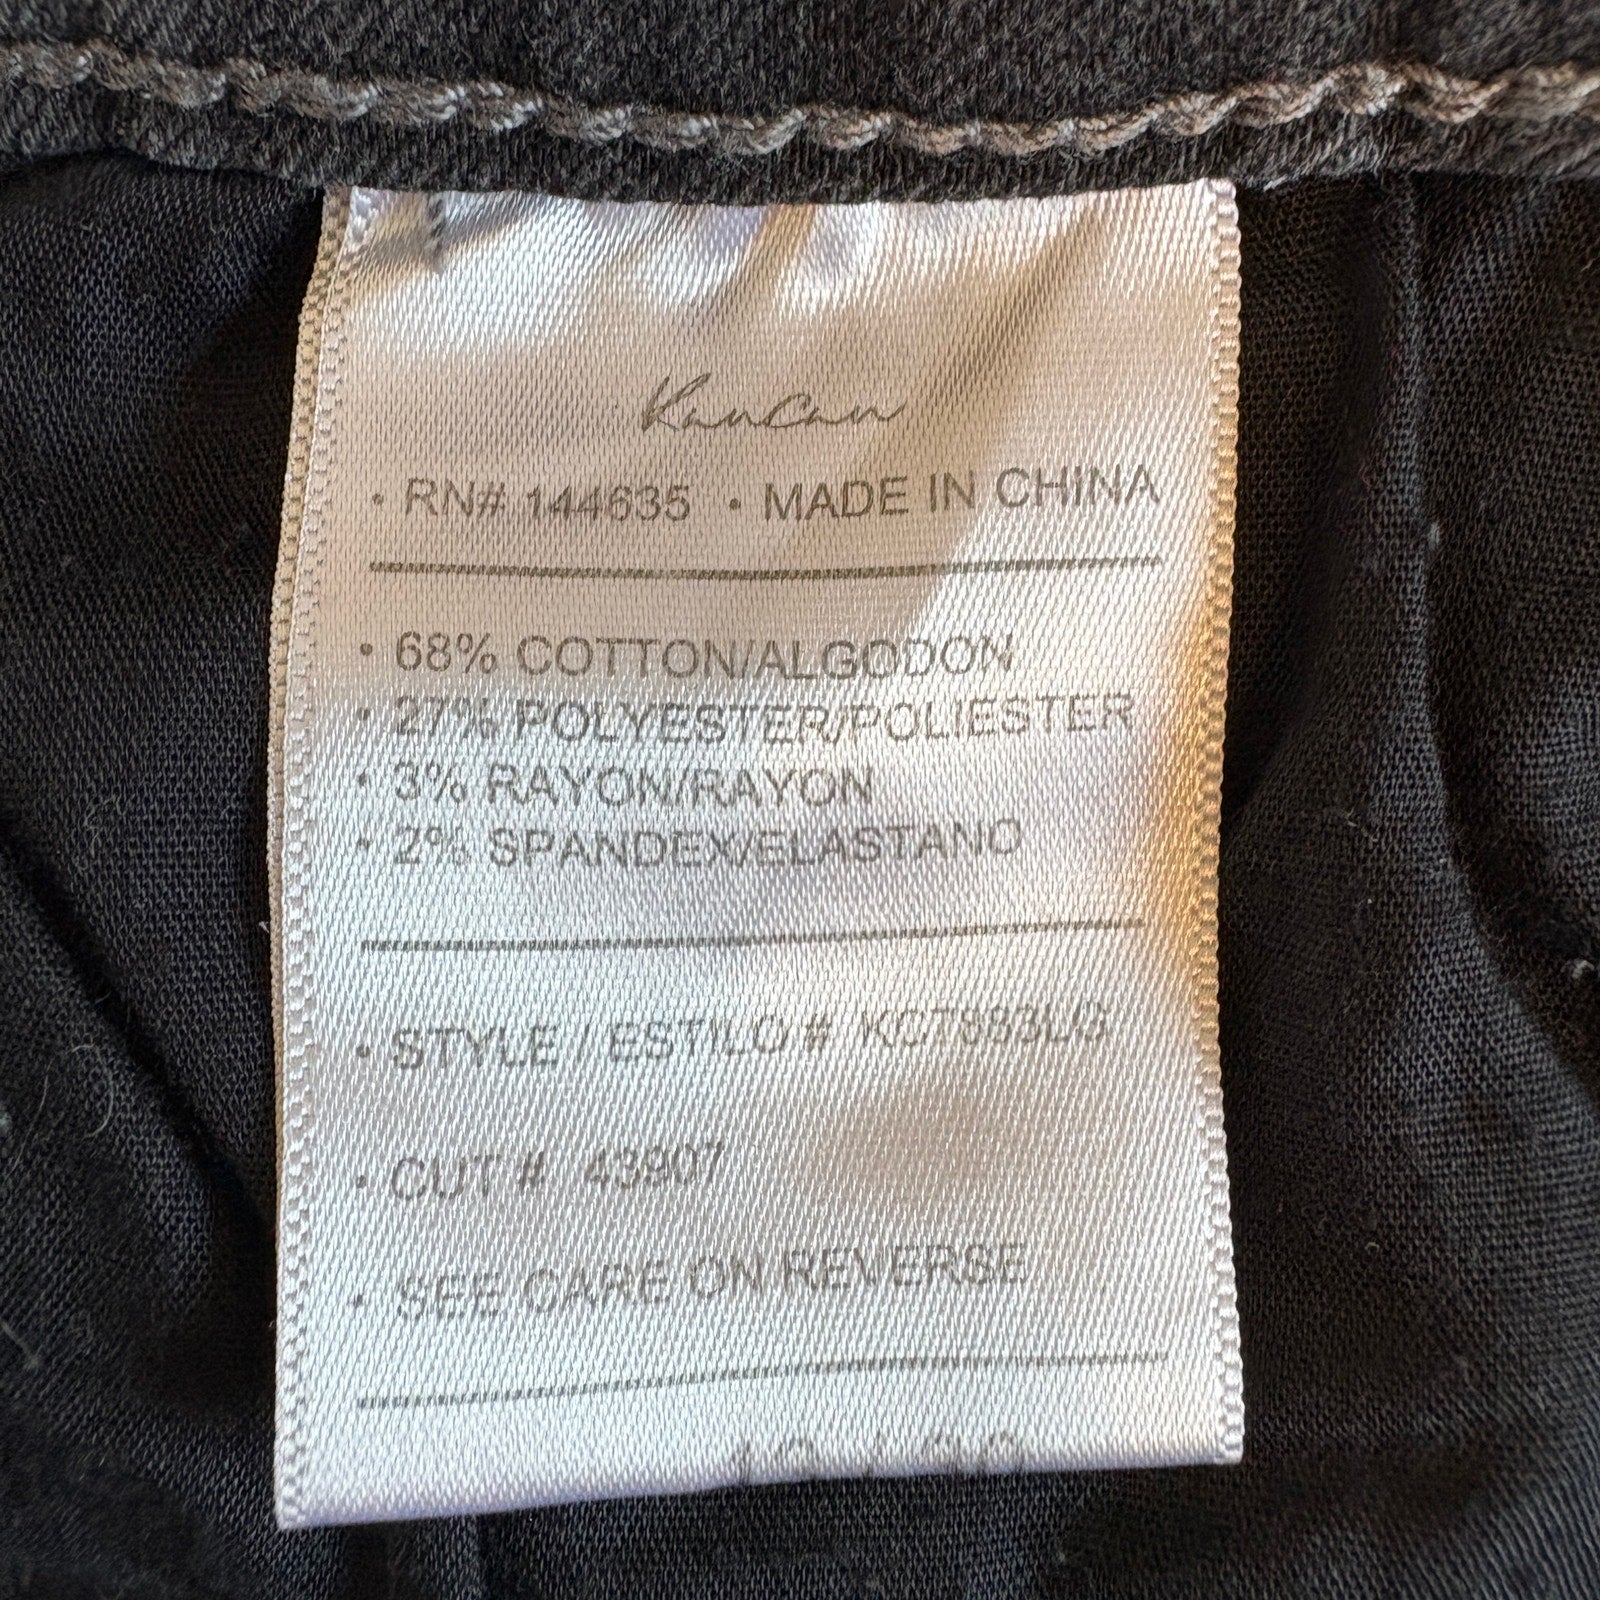 KanCan
· RN# 144635 · MADE IN CHINA
· 68% COTTON/ALGODON
· 27% POLYESTER/POLIESTER
· 3% RAYON/RAYON
· 2% SPANDEX/ELASTANO
· STYLE / ESTILO # KC7883LG
· CUT # 43907
· SEE CARE ON REVERSE